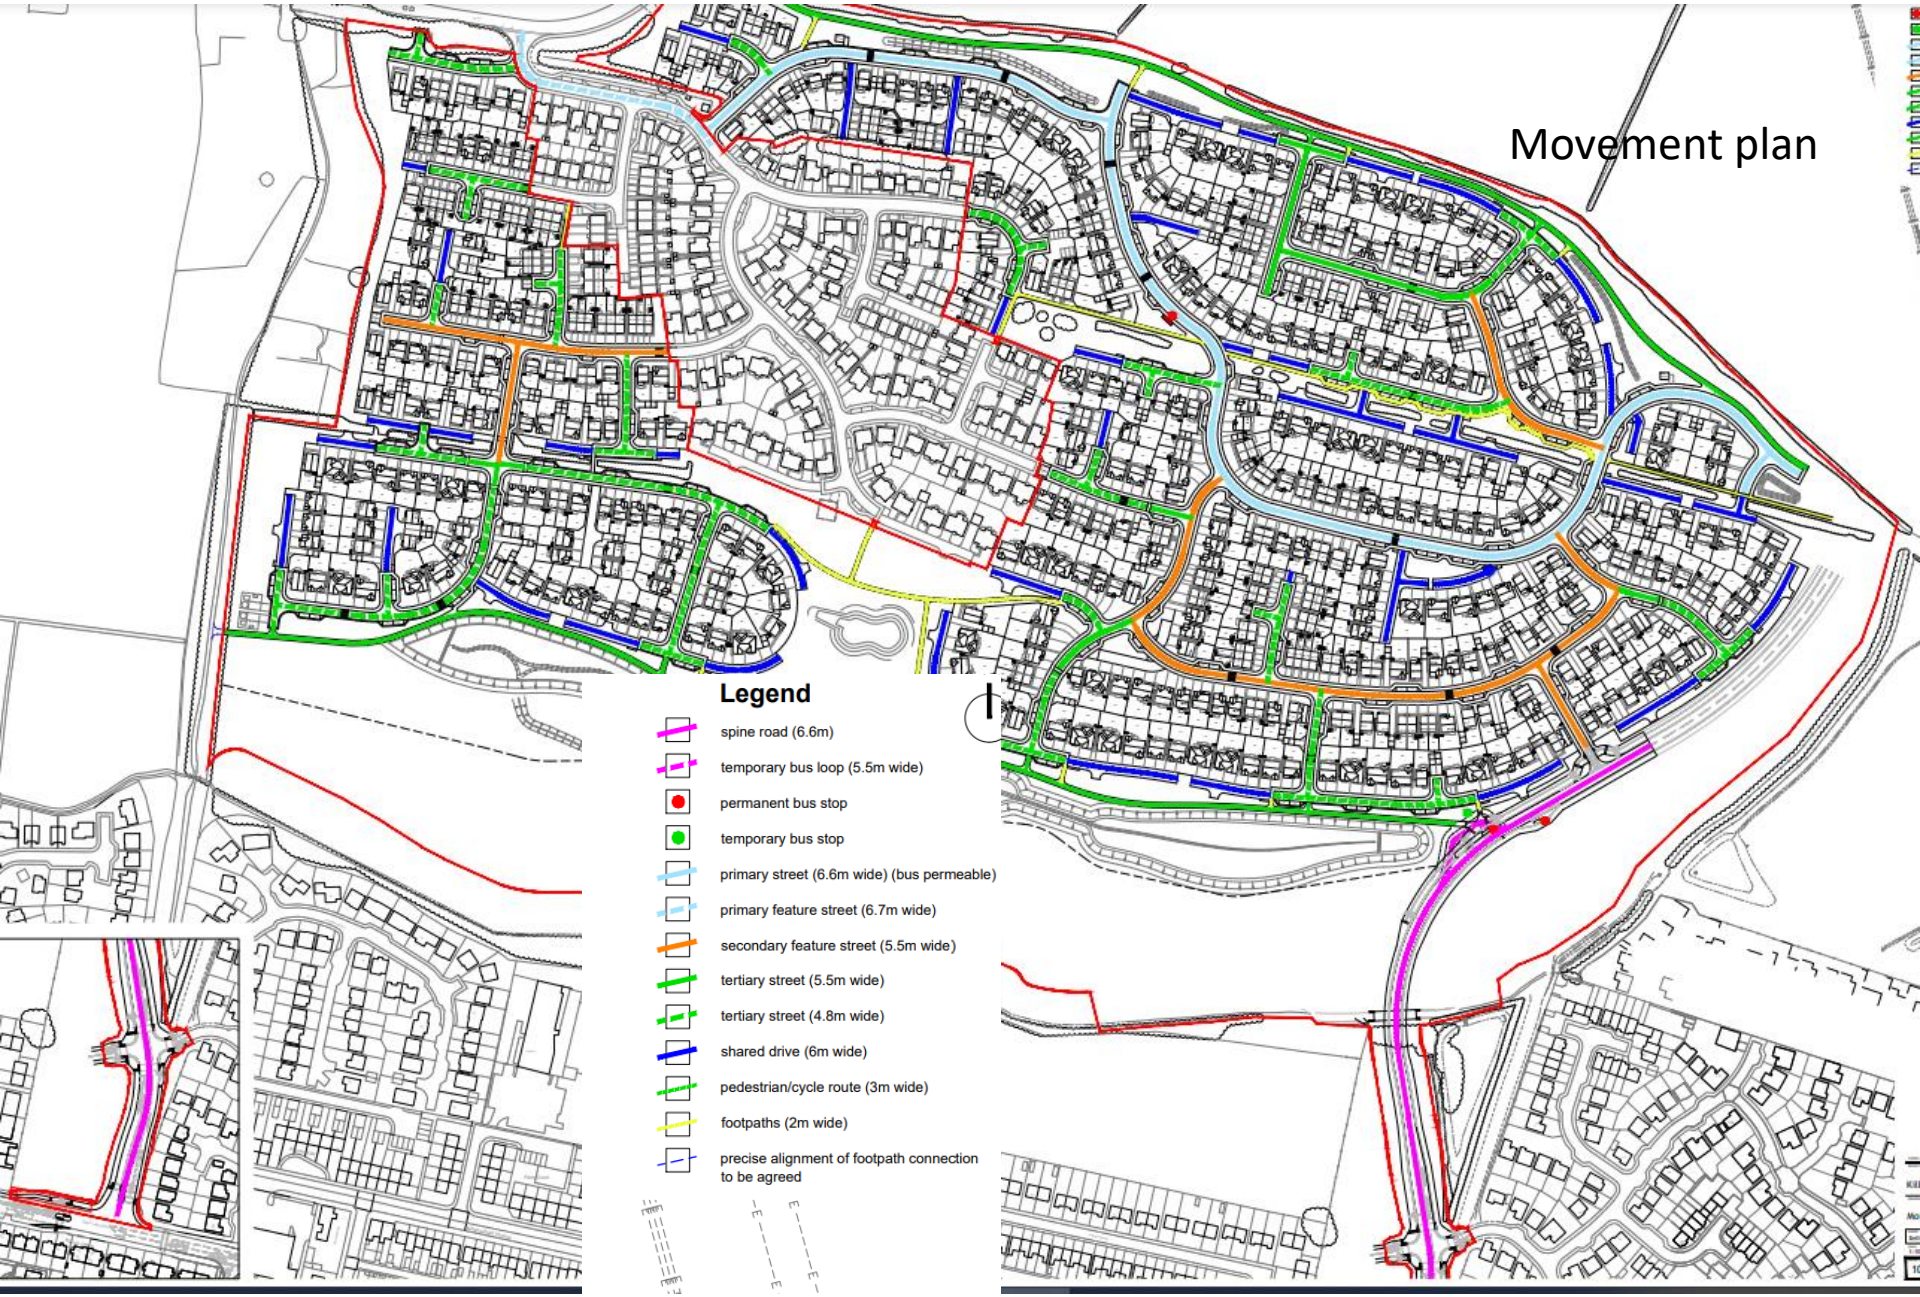 Movement plan
Legend
spine road (6.6m)
temporary bus loop (5.5m wide)
permanent bus stop
temporary bus stop
primary street (6.6m wide) (bus permeable)
primary feature street (6.7m wide)
secondary feature street (5.5m wide)
tertiary street (5.5m wide)
tertiary street (4.8m wide)
shared drive (6m wide)
pedestrian/cycle route (3m wide)
footpaths (2m wide)
precise alignment of footpath connection
to be agreed